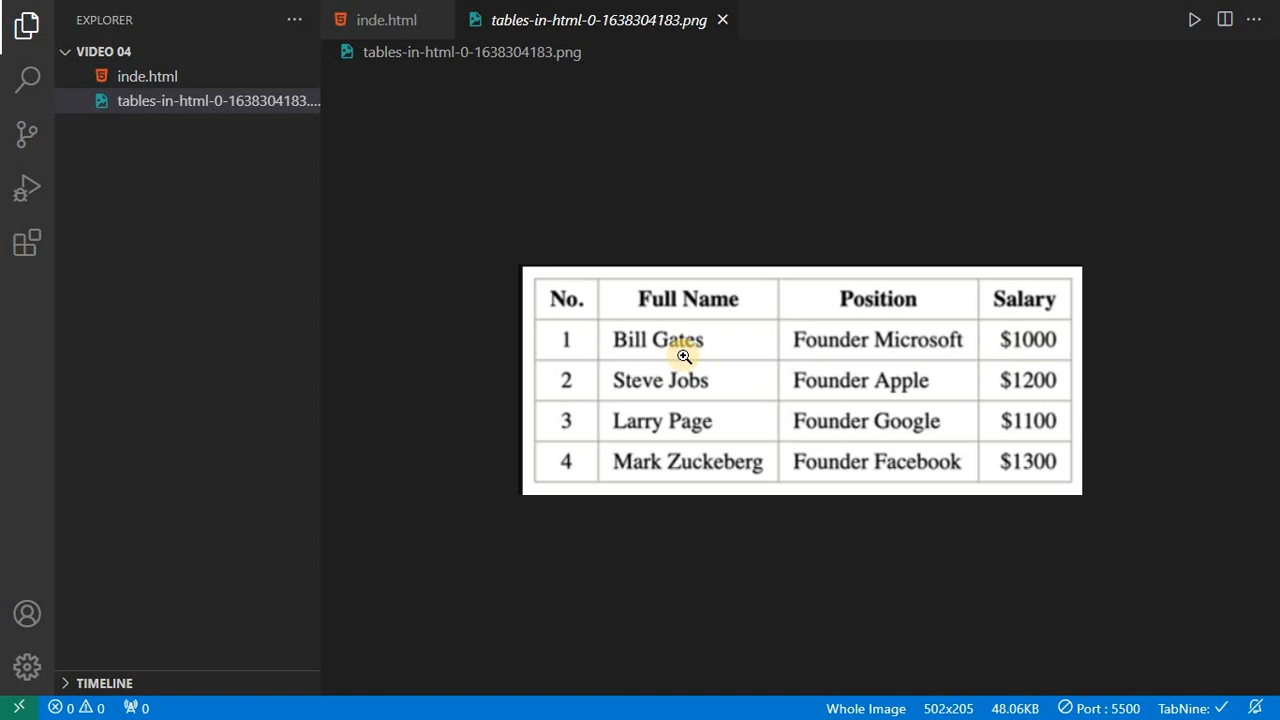 EXPLORER
inde.html
tables-in-html-0-1638304183.png
VIDEO 04
tables-in-html-0-1638304183.png
inde.html
tables-in-html-0-1638304183....
No. Full Name Position Salary
1 Bill Gates Founder Microsoft $1000
2 Steve Jobs Founder Apple $1200
3 Larry Page Founder Google $1100
4 Mark Zuckeberg Founder Facebook $1300
TIMELINE
0 0 0 Whole Image 502x205 48.06KB Port : 5500 TabNine: